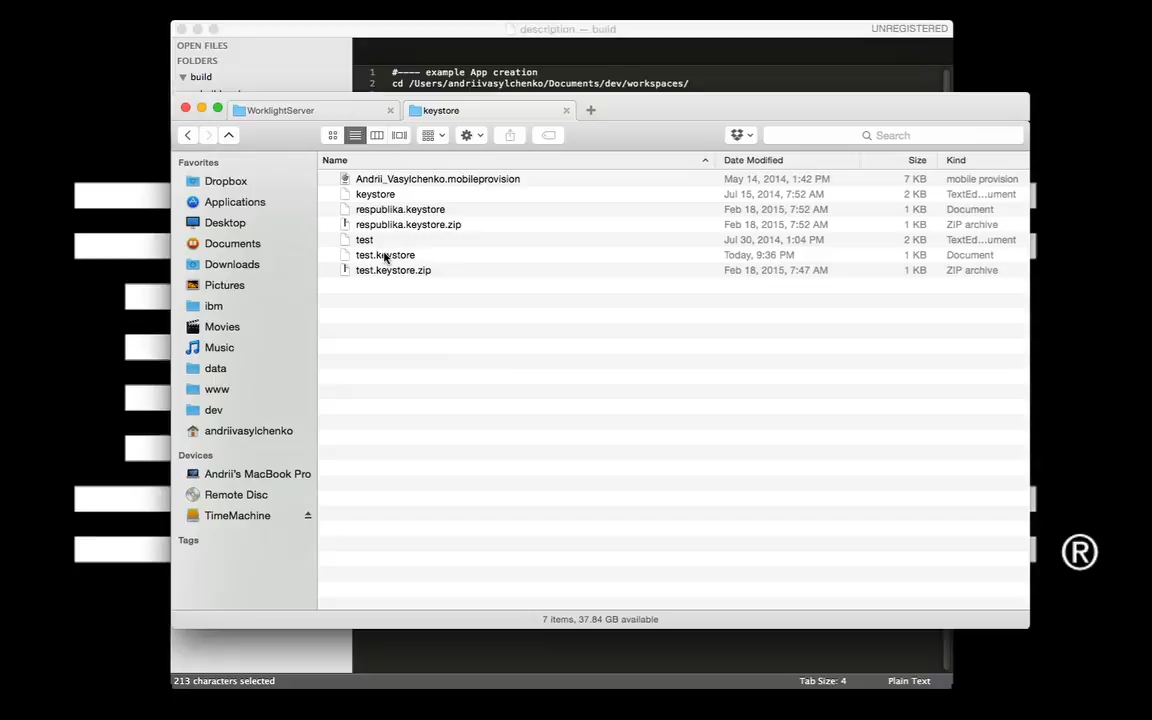 description — build
UNREGISTERED
OPEN FILES
FOLDERS
build
1 #—–— example App creation
2 cd /Users/andriivasylchenko/Documents/dev/workspaces/
WorklightServer
keystore
Search
Favorites
Dropbox
Applications
Desktop
Documents
Downloads
Pictures
ibm
Movies
Music
data
www
dev
andriivasylchenko
Devices
Andrii's MacBook Pro
Remote Disc
TimeMachine
Tags
Name Date Modified Size Kind
Andrii_Vasylchenko.mobileprovision May 14, 2014, 1:42 PM 7 KB mobile provision
keystore Jul 15, 2014, 7:52 AM 2 KB TextEd...ument
respublika.keystore Feb 18, 2015, 7:52 AM 1 KB Document
respublika.keystore.zip Feb 18, 2015, 7:52 AM 1 KB ZIP archive
test Jul 30, 2014, 1:04 PM 2 KB TextEd...ument
test.keystore Today, 9:36 PM 1 KB Document
test.keystore.zip Feb 18, 2015, 7:47 AM 1 KB ZIP archive
7 items, 37.84 GB available
213 characters selected
Tab Size: 4
Plain Text
®